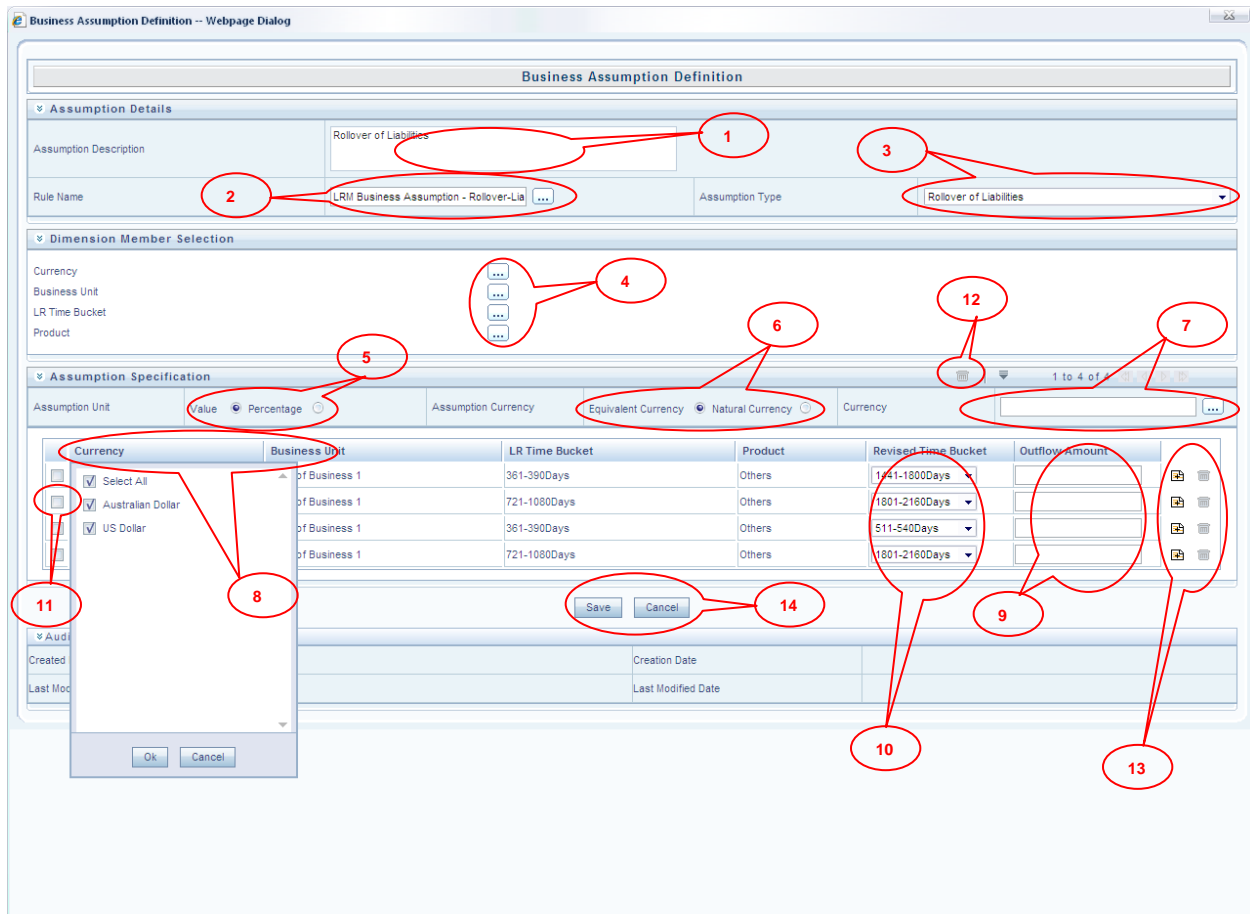 Business Assumption Definition -- Webpage Dialog
Business Assumption Definition
Assumption Details
Assumption Description
Rollover of Liabilities
1
3
Rule Name
2
LRM Business Assumption - Rollover-Lia ...
Assumption Type
Rollover of Liabilities
Dimension Member Selection
Currency ...
Business Unit ...
LR Time Bucket ...
Product ...
4
12
6
7
5
Assumption Specification
1 to 4 of 4
Assumption Unit
Value Percentage
Assumption Currency
Equivalent Currency Natural Currency
Currency
...
Currency Business Unit LR Time Bucket Product Revised Time Bucket Outflow Amount
Select All
of Business 1 361-390Days Others 1441-1800Days
Australian Dollar
of Business 1 721-1080Days Others 1801-2160Days
US Dollar
of Business 1 361-390Days Others 511-540Days
of Business 1 721-1080Days Others 1801-2160Days
11
8
Save Cancel
14
9
Audi
Created
Creation Date
Last Mod
Last Modified Date
Ok Cancel
10
13